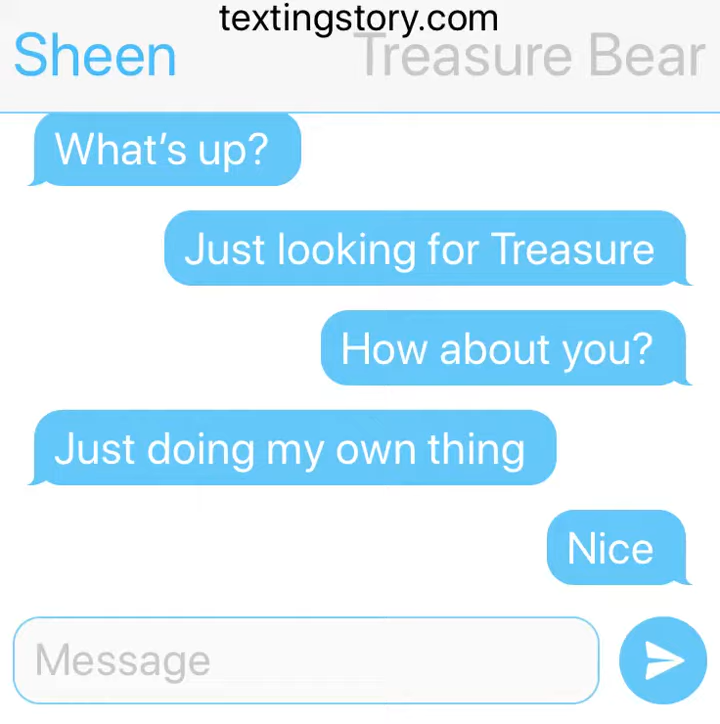 textingstory.com
Sheen Treasure Bear
What’s up?
Just looking for Treasure
How about you?
Just doing my own thing
Nice
Message